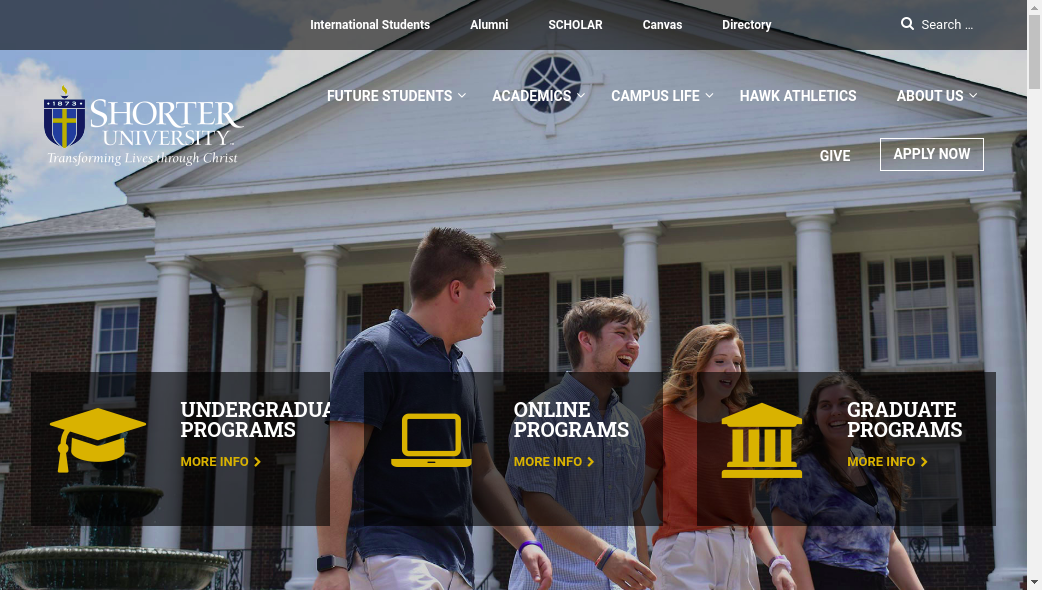 International Students Alumni SCHOLAR Canvas Directory Search ...
1873
SHORTER
UNIVERSITY
Transforming Lives through Christ
FUTURE STUDENTS ACADEMICS CAMPUS LIFE HAWK ATHLETICS ABOUT US
GIVE APPLY NOW
UNDERGRADUA
PROGRAMS
MORE INFO
ONLINE
PROGRAMS
MORE INFO
GRADUATE
PROGRAMS
MORE INFO